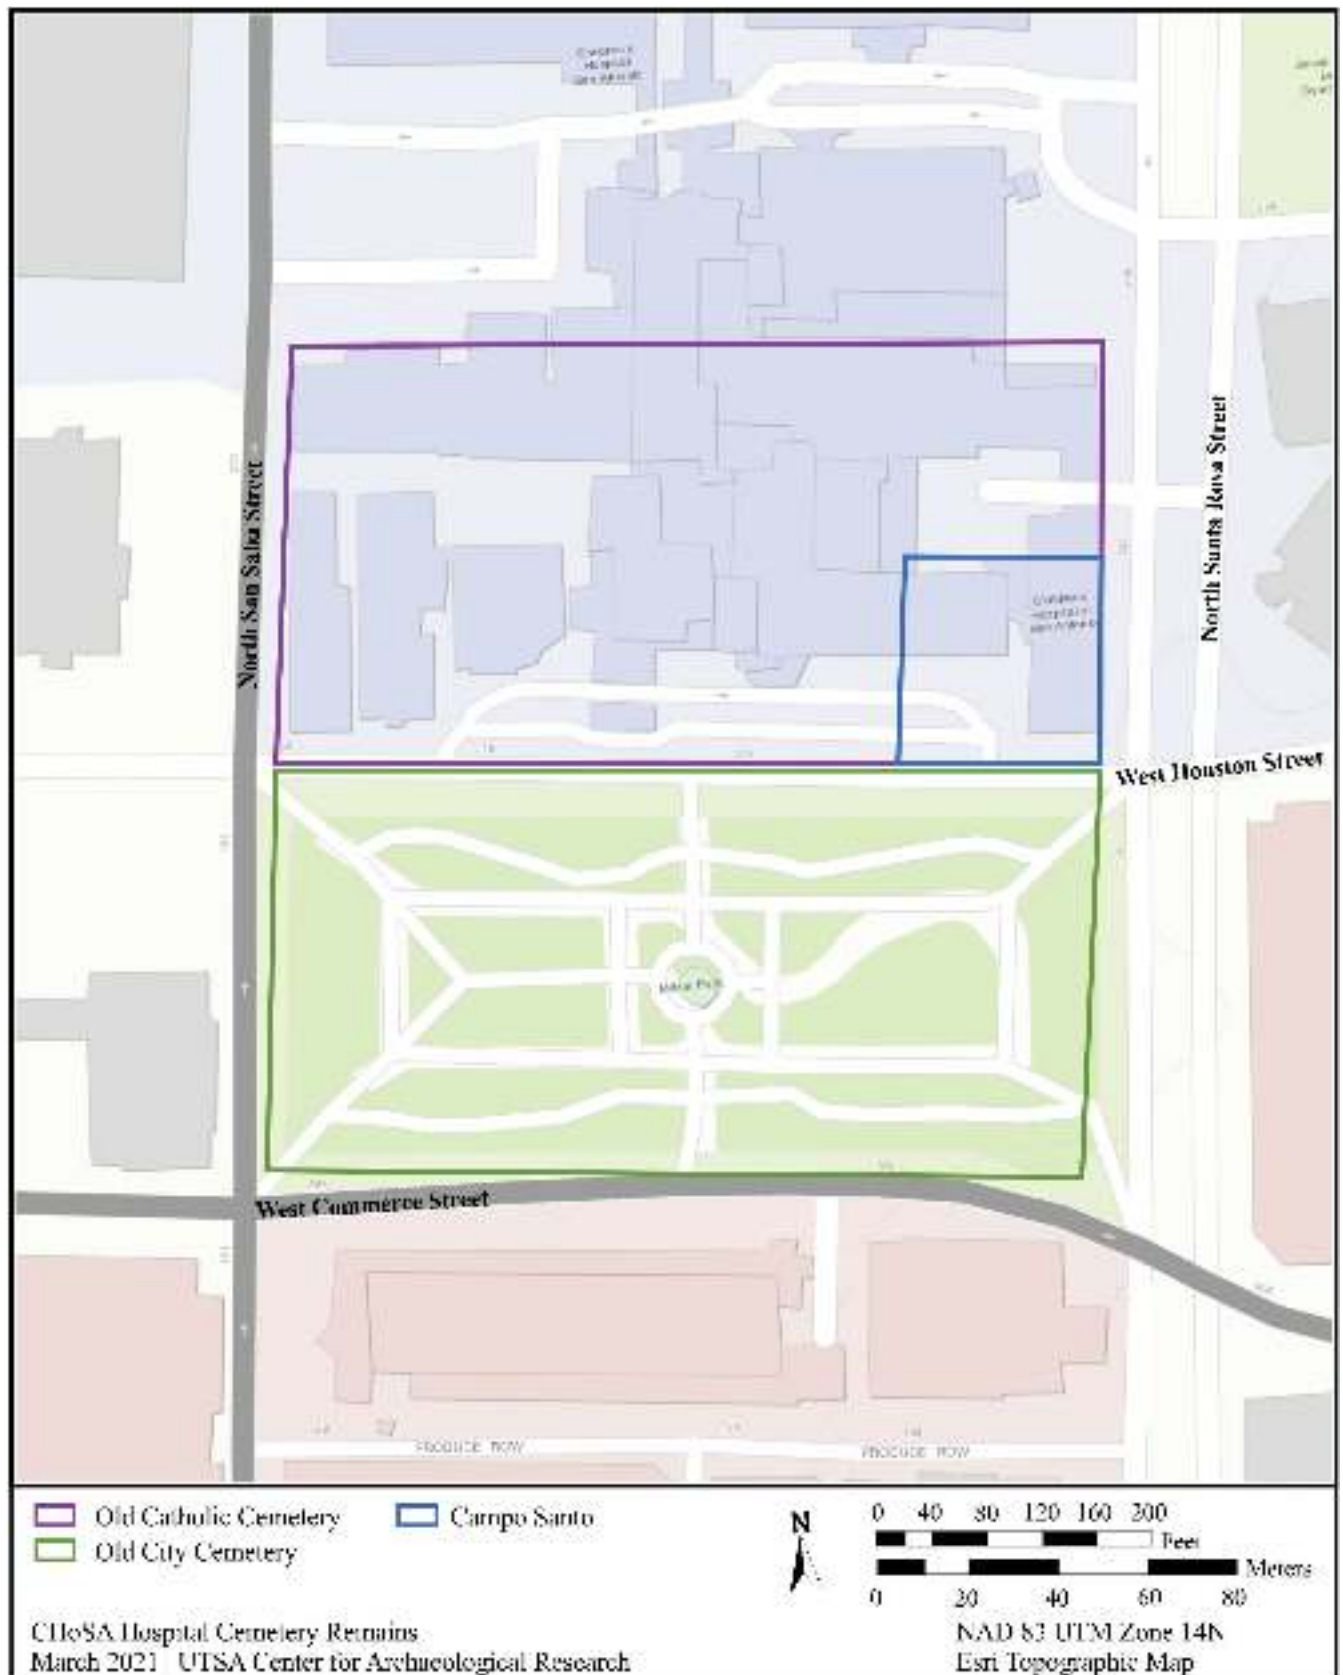 North San Saba Street
North Santa Rosa Street
West Houston Street
West Commerce Street
PRODUCE ROW
PRODUCE ROW
Old Catholic Cemetery
Campo Santo
Old City Cemetery
N
0 40 80 120 160 200
Feet
Meters
0 20 40 60 80
CHoSA Hospital Cemetery Remains
March 2021 UTSA Center for Archaeological Research
NAD 83 UTM Zone 14N
Esri Topographic Map